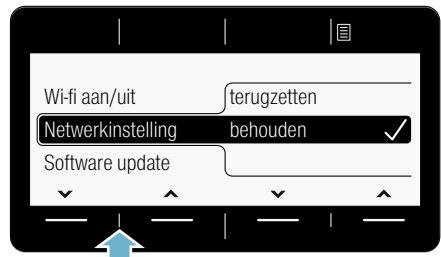 Wi-fi aan/uit terugzetten
Netwerkinstelling behouden
Software update